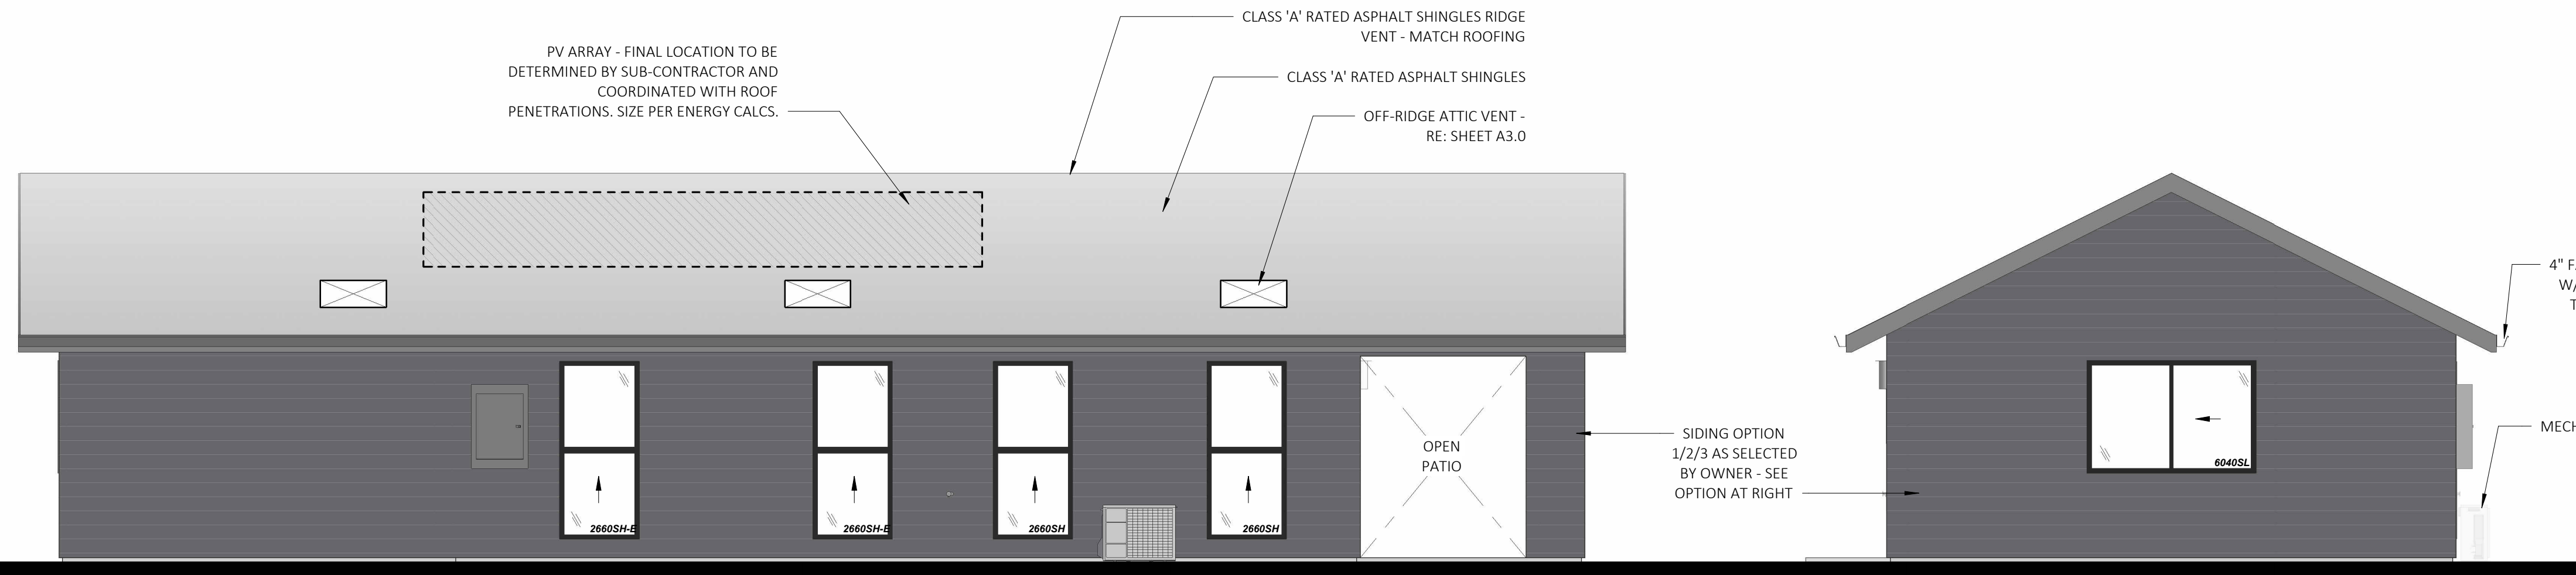 CLASS 'A' RATED ASPHALT SHINGLES RIDGE
VENT - MATCH ROOFING
PV ARRAY - FINAL LOCATION TO BE
DETERMINED BY SUB-CONTRACTOR AND
COORDINATED WITH ROOF
PENETRATIONS. SIZE PER ENERGY CALCS.
CLASS 'A' RATED ASPHALT SHINGLES
OFF-RIDGE ATTIC VENT -
RE: SHEET A3.0
4"
W/
OPEN
PATIO
SIDING OPTION
1/2/3 AS SELECTED
BY OWNER - SEE
OPTION AT RIGHT
2660SH-E
2660SH-E
2660SH
2660SH
6040SL